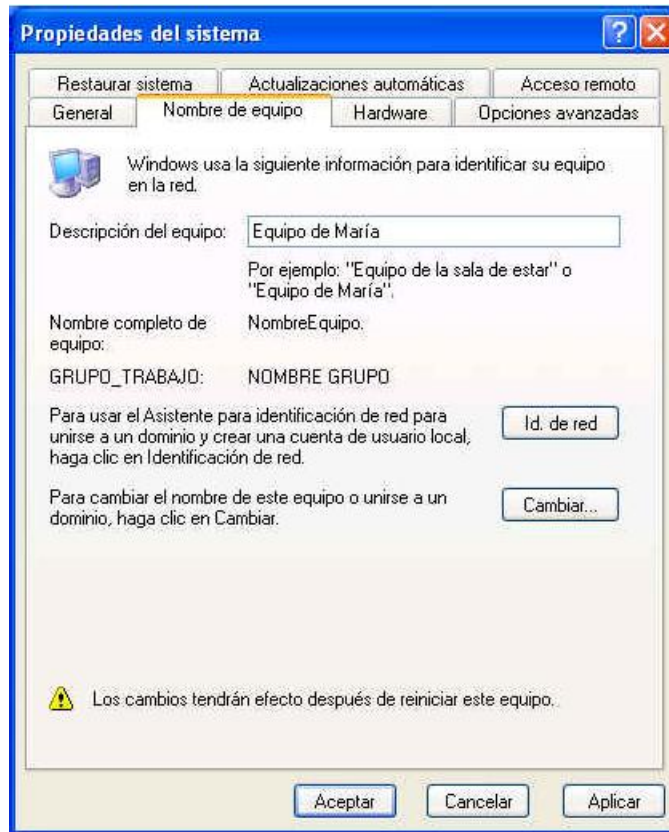 Propiedades del sistema
Restaurar sistema Actualizaciones automáticas Acceso remoto
General Nombre de equipo Hardware Opciones avanzadas
Windows usa la siguiente información para identificar su equipo
en la red.
Descripción del equipo: Equipo de María
Por ejemplo: "Equipo de la sala de estar" o
"Equipo de María".
Nombre completo de NombreEquipo.
equipo:
GRUPO_TRABAJO: NOMBRE GRUPO
Para usar el Asistente para identificación de red para
unirse a un dominio y crear una cuenta de usuario local,
haga clic en Identificación de red.
Id. de red
Para cambiar el nombre de este equipo o unirse a un
dominio, haga clic en Cambiar.
Cambiar...
Los cambios tendrán efecto después de reiniciar este equipo.
Aceptar Cancelar Aplicar